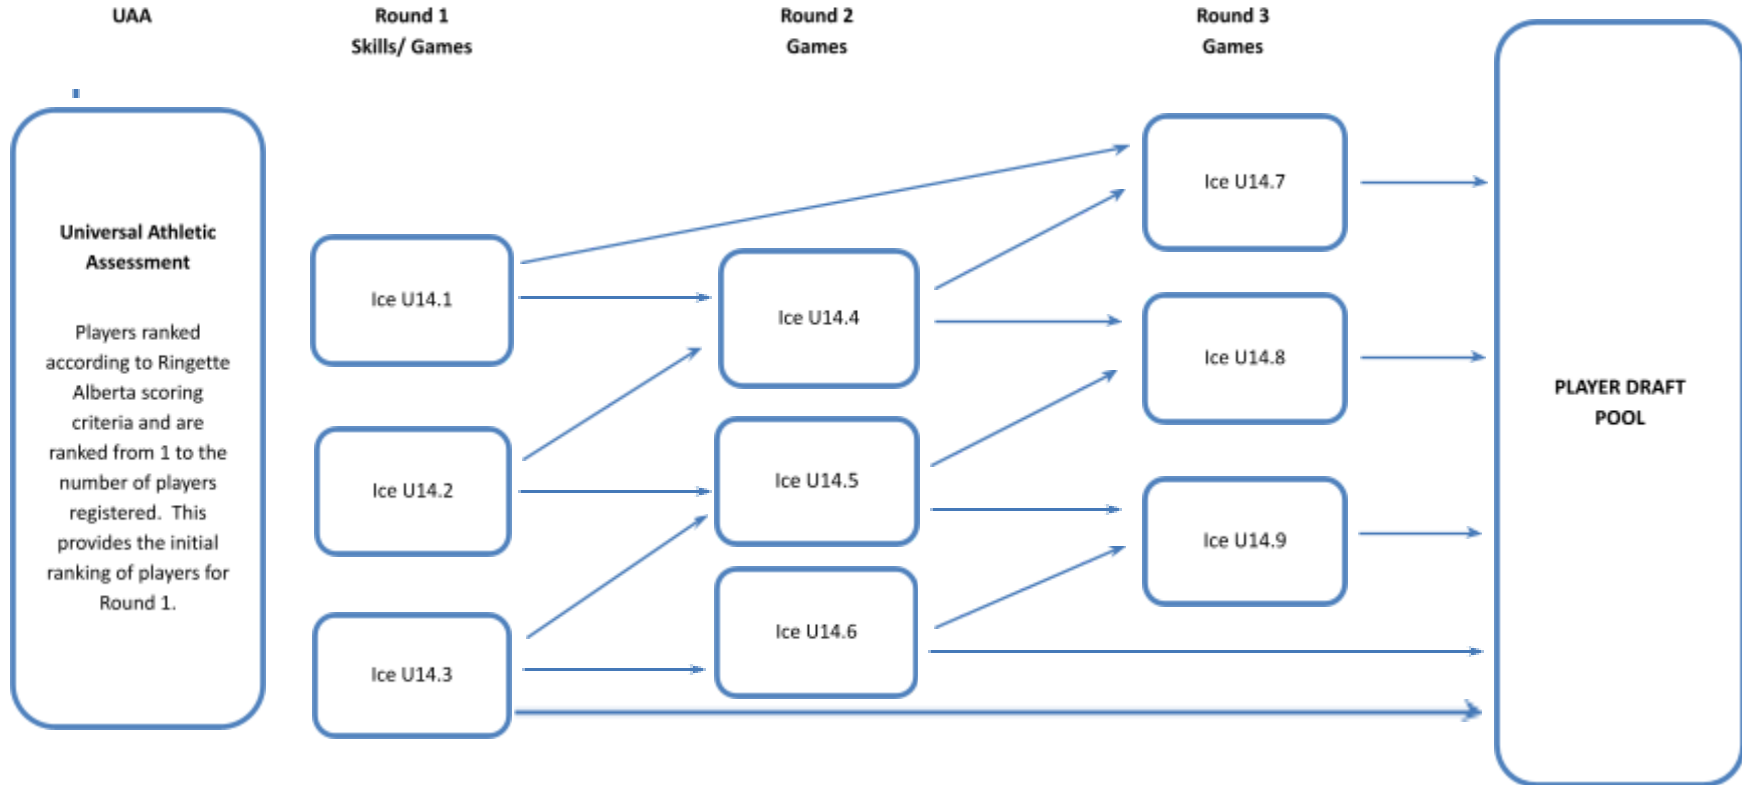 UAA
Round 1
Skills/ Games
Round 2
Games
Round 3
Games
Universal Athletic
Assessment
Players ranked
according to Ringette
Alberta scoring
criteria and are
ranked from 1 to the
number of players
registered.  This
provides the initial
ranking of players for
Round 1.
Ice U14.1
Ice U14.2
Ice U14.3
Ice U14.4
Ice U14.5
Ice U14.6
Ice U14.7
Ice U14.8
Ice U14.9
PLAYER DRAFT
POOL